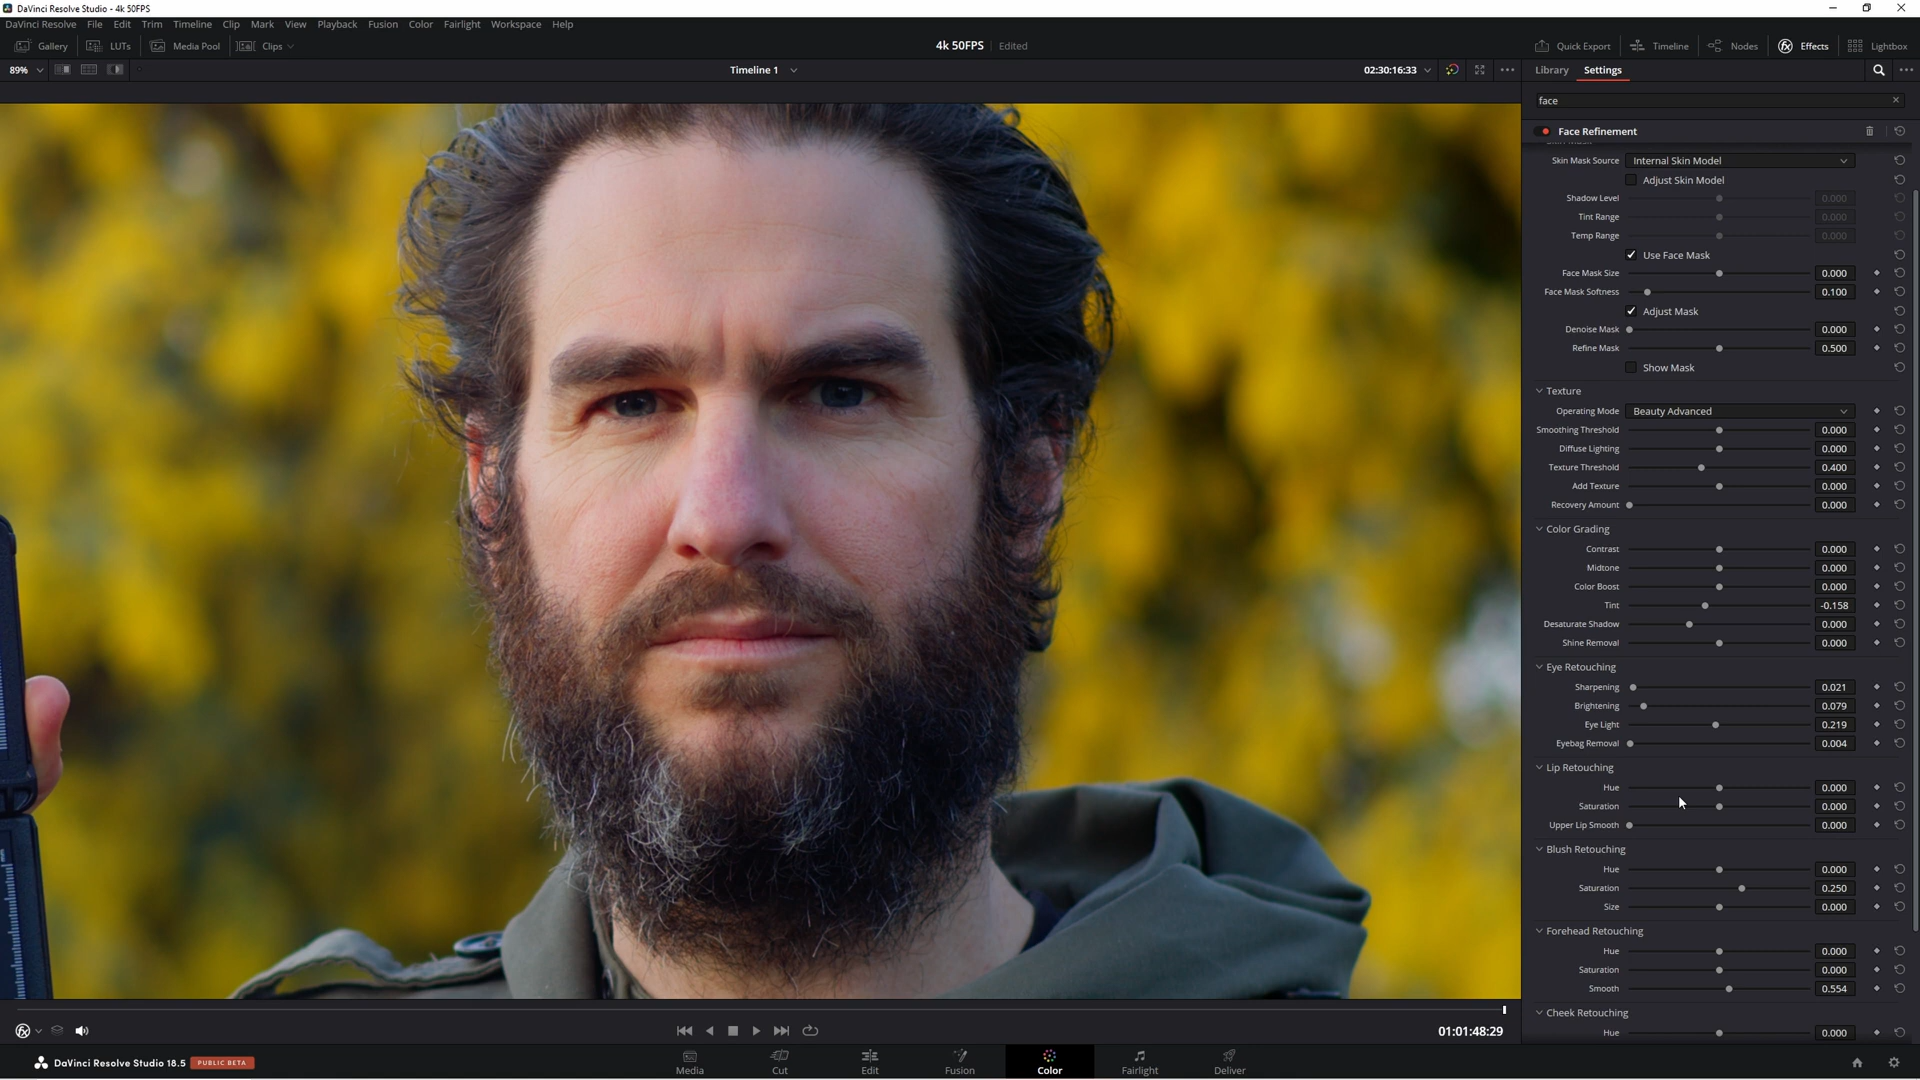 DaVinci Resolve Studio - 4k 50FPS
DaVinci Resolve File Edit Trim Timeline Clip Mark View Playback Fusion Color Fairlight Workspace Help
Gallery LUTs Media Pool Clips 4k 50FPS Edited Quick Export Timeline Nodes Effects Lightbox
89% Timeline 1 02:30:16:33 Library Settings
face
Face Refinement
Skin Mask Source Internal Skin Model
Adjust Skin Model
Shadow Level 0.000
Tint Range 0.000
Temp Range 0.000
Use Face Mask
Face Mask Size 0.000
Face Mask Softness 0.100
Adjust Mask
Denoise Mask 0.000
Refine Mask 0.500
Show Mask
Texture
Operating Mode Beauty Advanced
Smoothing Threshold 0.000
Diffuse Lighting 0.000
Texture Threshold 0.400
Add Texture 0.000
Recovery Amount 0.000
Color Grading
Contrast 0.000
Midtone 0.000
Color Boost 0.000
Tint -0.158
Desaturate Shadow 0.000
Shine Removal 0.000
Eye Retouching
Sharpening 0.021
Brightening 0.079
Eye Light 0.219
Eyebag Removal 0.004
Lip Retouching
Hue 0.000
Saturation 0.000
Upper Lip Smooth 0.000
Blush Retouching
Hue 0.000
Saturation 0.250
Size 0.000
Forehead Retouching
Hue 0.000
Saturation 0.000
Smooth 0.554
Cheek Retouching
Hue 0.000
01:01:48:29
DaVinci Resolve Studio 18.5 PUBLIC BETA
Media Cut Edit Fusion Color Fairlight Deliver